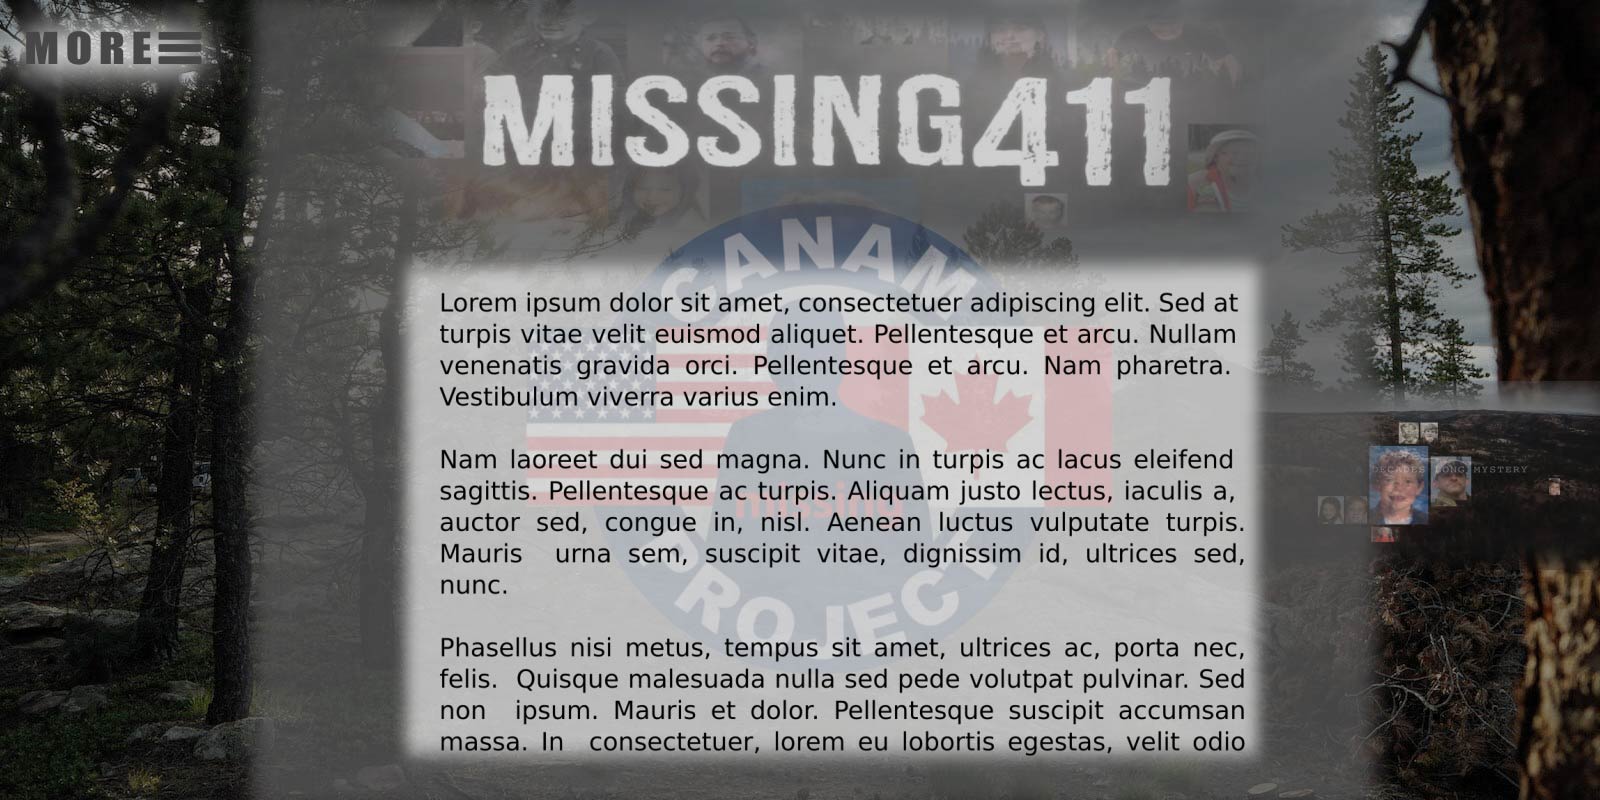 MORE
MISSING411
CANAM
Lorem ipsum dolor sit amet, consectetuer adipiscing elit. Sed at
turpis vitae velit euismod aliquet. Pellentesque et arcu. Nullam
venenatis gravida orci. Pellentesque et arcu. Nam pharetra.
Vestibulum viverra varius enim.
Nam laoreet dui sed magna. Nunc in turpis ac lacus eleifend
sagittis. Pellentesque ac turpis. Aliquam justo lectus, iaculis a,
auctor sed, congue in, nisl. Aenean luctus vulputate turpis.
Mauris urna sem, suscipit vitae, dignissim id, ultrices sed,
nunc.
missing
PROJECT
Phasellus nisi metus, tempus sit amet, ultrices ac, porta nec,
felis. Quisque malesuada nulla sed pede volutpat pulvinar. Sed
non ipsum. Mauris et dolor. Pellentesque suscipit accumsan
massa. In consectetuer, lorem eu lobortis egestas, velit odio
DECADES LONG MYSTERY